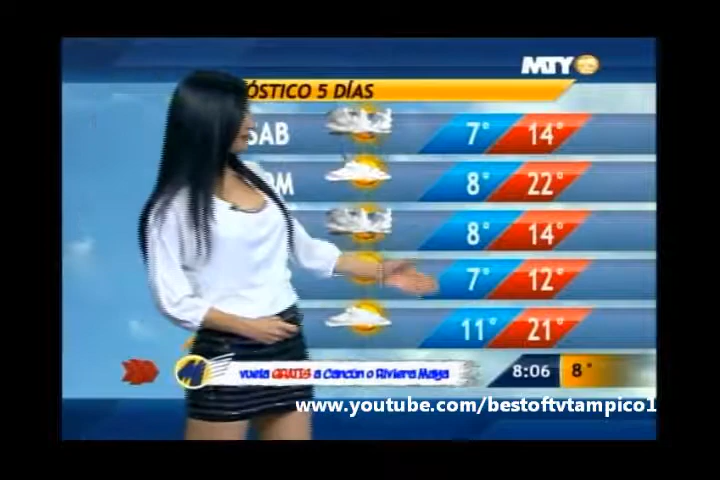 MTY
ÓSTICO 5 DÍAS
SAB 7° 14°
OM 8° 22°
8° 14°
7° 12°
11° 21°
vuela GRATIS a Cancún o Riviera Maya 8:06 8°
www.youtube.com/bestoftvtampico1